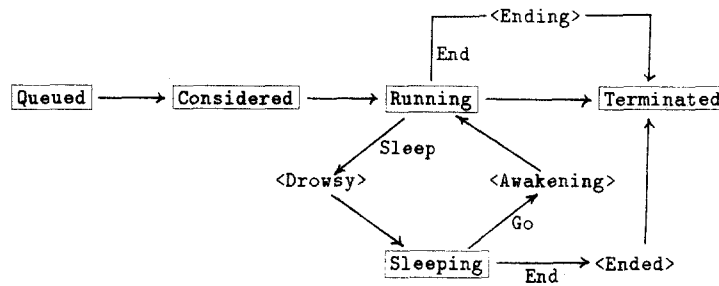 <Ending>
End
Queued
Considered
Running
Terminated
Sleep
<Drowsy>
<Awakening>
Go
Sleeping
End
<Ended>